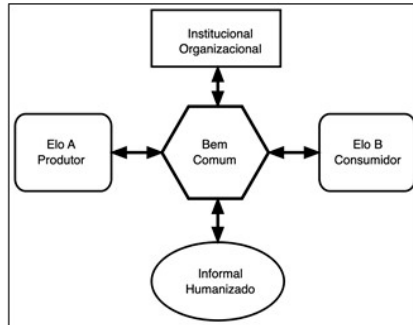 Institucional
Organizacional
Elo A
Produtor
Bem
Comum
Elo B
Consumidor
Informal
Humanizado